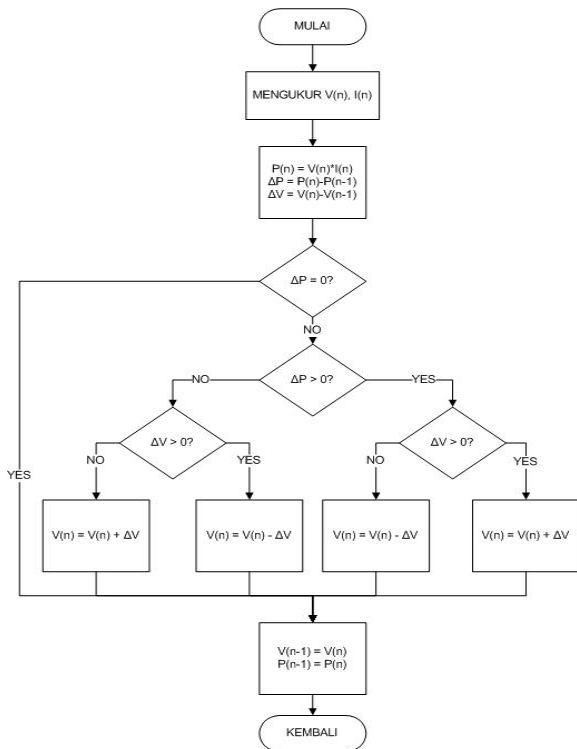 MULAI
MENGUKUR V(n), I(n)
P(n) = V(n)*I(n)
ΔP = P(n)-P(n-1)
ΔV = V(n)-V(n-1)
ΔP = 0?
NO
ΔP > 0?
NO
YES
ΔV > 0?
ΔV > 0?
NO
YES
NO
YES
YES
V(n) = V(n) + ΔV
V(n) = V(n) - ΔV
V(n) = V(n) - ΔV
V(n) = V(n) + ΔV
V(n-1) = V(n)
P(n-1) = P(n)
KEMBALI